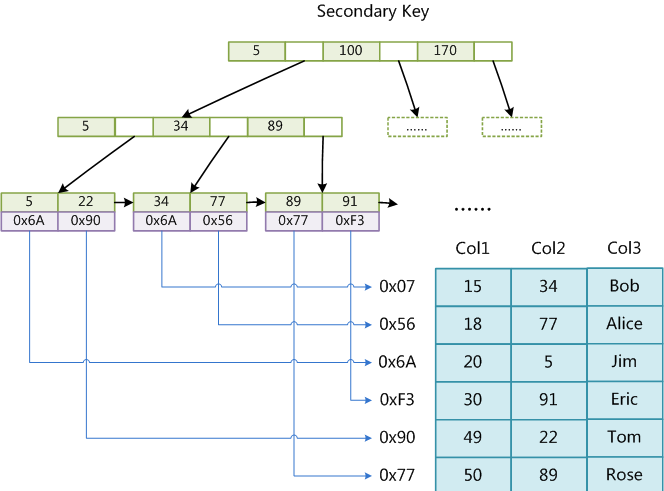 Secondary Key
5 100 170
5 34 89
...... ......
5 22 34 77 89 91
0x6A 0x90 0x6A 0x56 0x77 0xF3
......
Col1 Col2 Col3
0x07 15 34 Bob
0x56 18 77 Alice
0x6A 20 5 Jim
0xF3 30 91 Eric
0x90 49 22 Tom
0x77 50 89 Rose